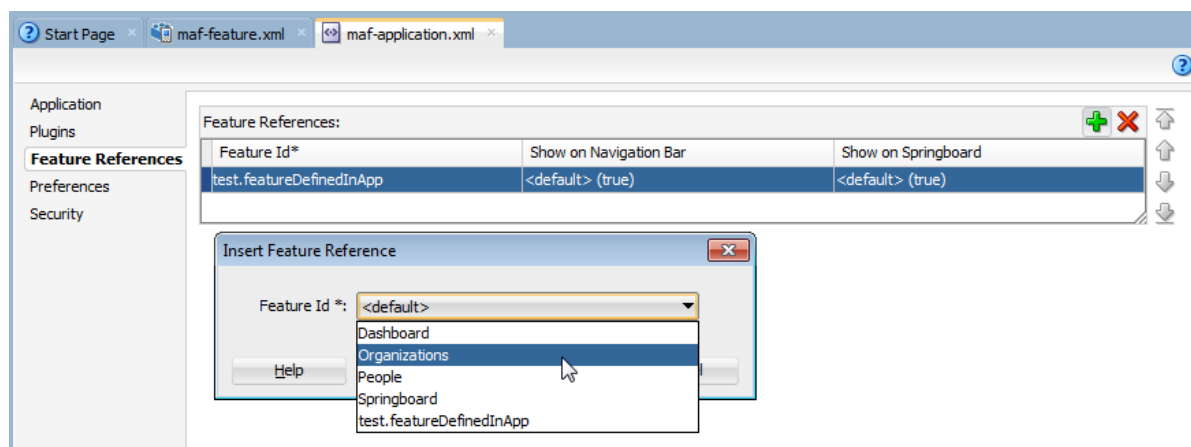 Start Page maf-feature.xml maf-application.xml
Application
Plugins
Feature References
Preferences
Security
Feature References:
Feature Id* Show on Navigation Bar Show on Springboard
test.featureDefinedInApp <default> (true) <default> (true)
Insert Feature Reference
Feature Id *: <default>
Dashboard
Organizations
People
Springboard
test.featureDefinedInApp
Help